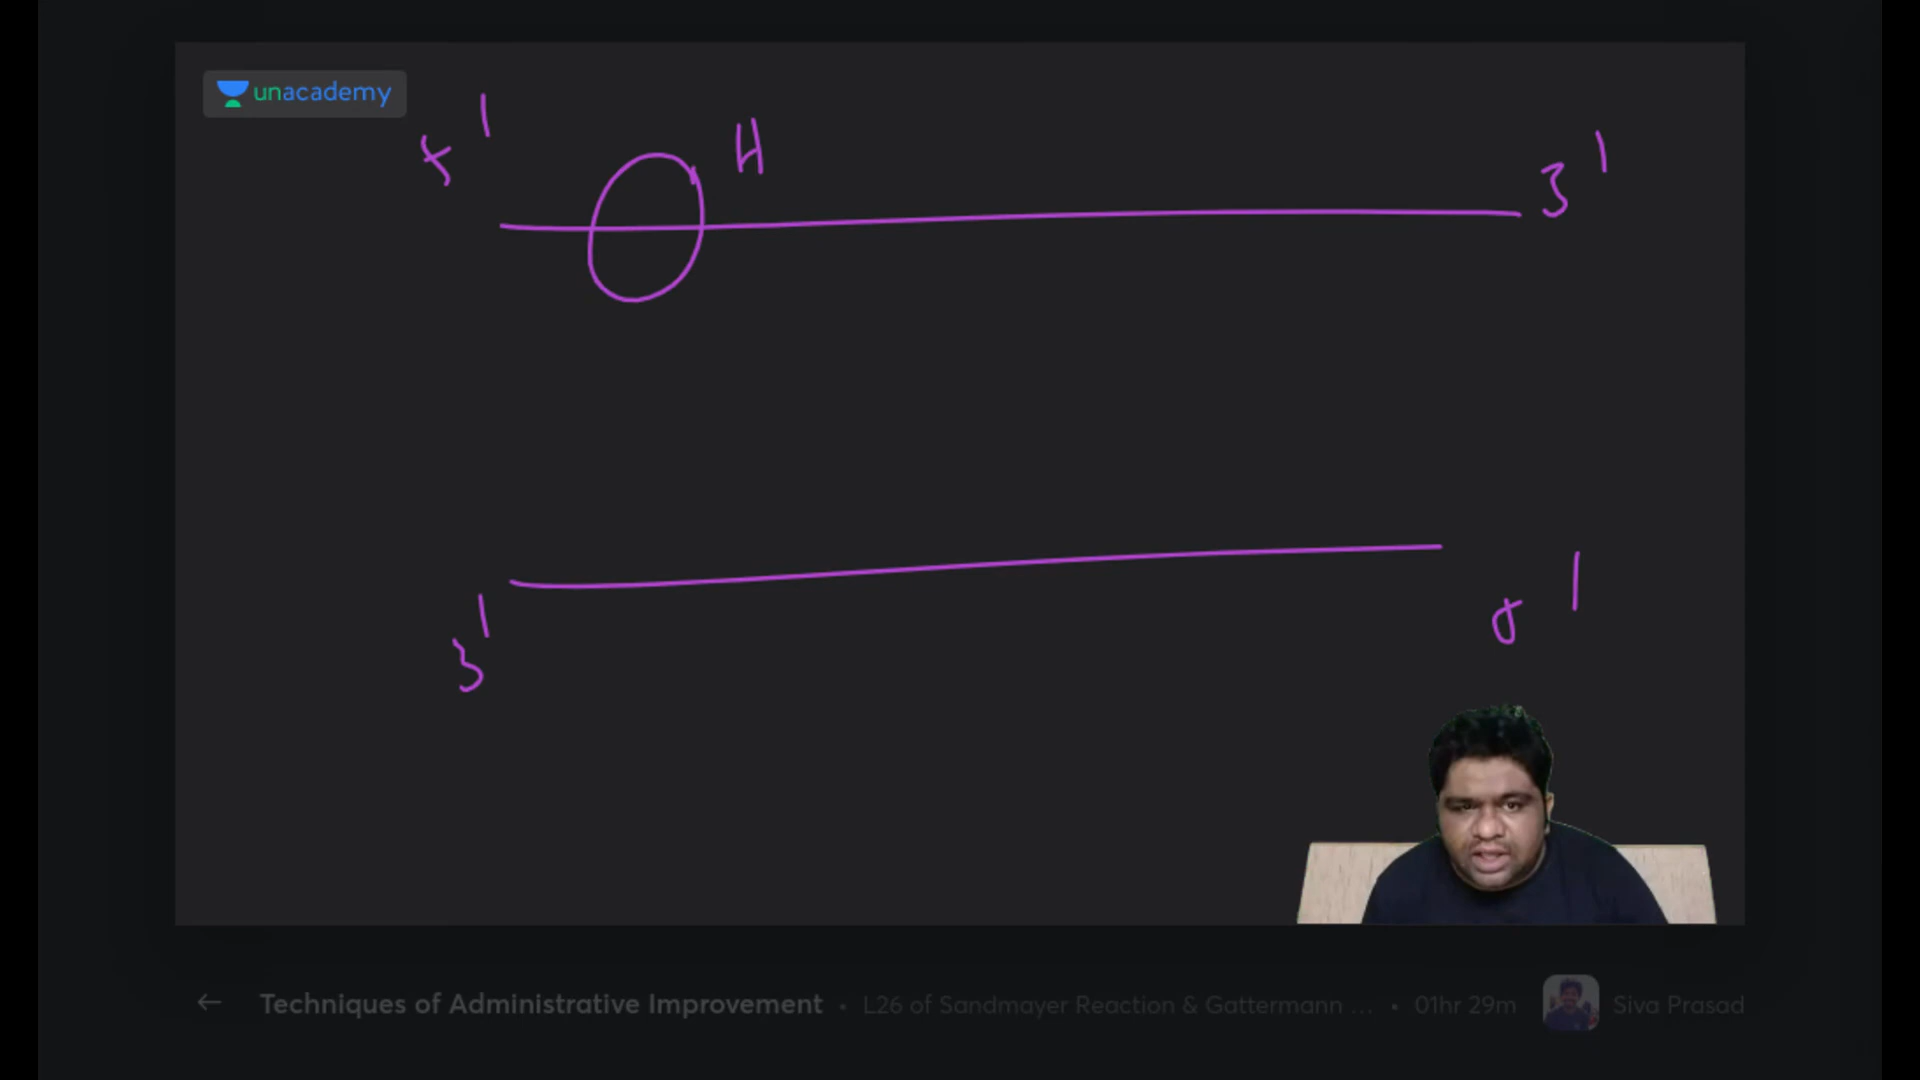 unacademy
5'
H
3'
3'
5'
← Techniques of Administrative Improvement • L26 of Sandmayer Reaction & Gattermann ... • 01hr 29m Siva Prasad